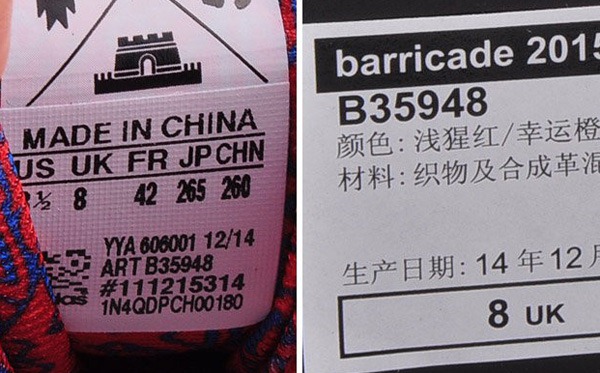 MADE IN CHINA
US UK FR JP CHN
½ 8 42 265 260
YYA 606001 12/14
ART B35948
#111215314
1N4QDPCH00180
barricade 2015
B35948
颜色: 浅猩红/幸运橙
材料: 织物及合成革混
生产日期: 14 年 12 月
8 UK